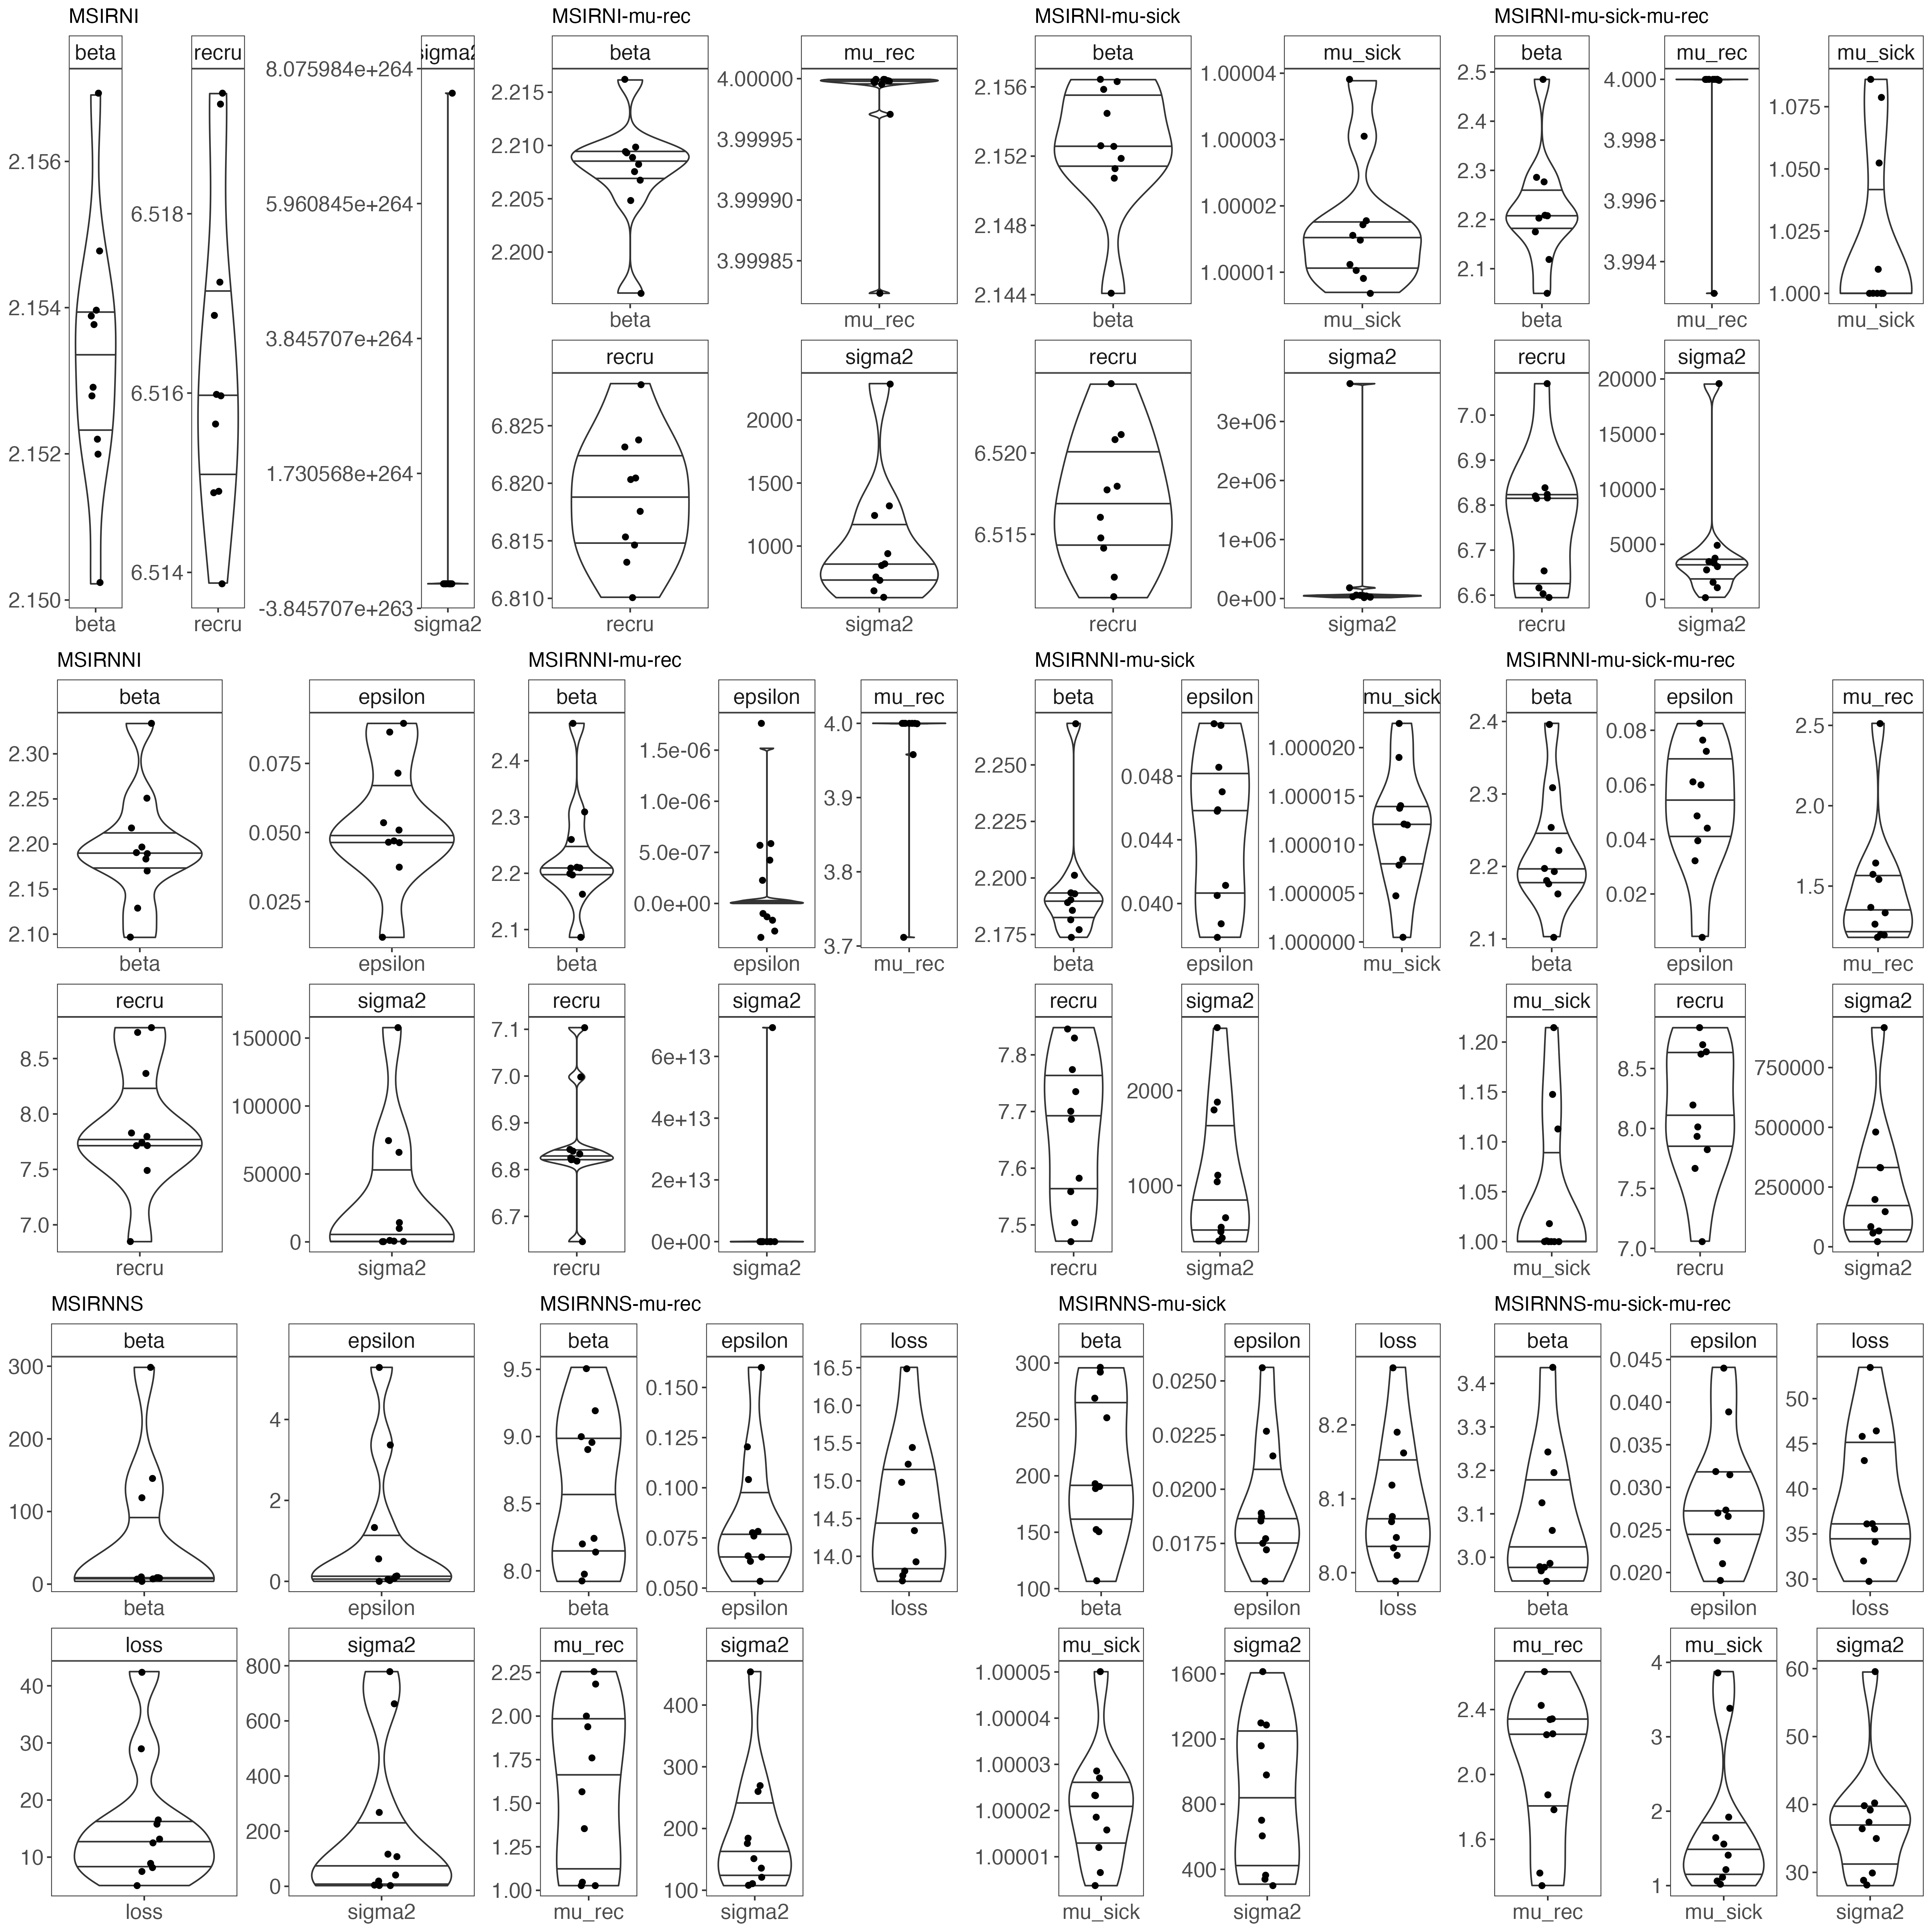 MSIRNI MSIRNI-mu-rec MSIRNI-mu-sick MSIRNI-mu-sick-mu-rec
beta recru sigma2 beta mu_rec beta mu_sick beta mu_rec mu_sick
2.156
2.154
2.152
2.150
beta
6.518
6.516
6.514
recru
8.075984e+264
5.960845e+264
3.845707e+264
1.730568e+264
-3.845707e+263
sigma2
2.215
2.210
2.205
2.200
beta
4.00000
3.99995
3.99990
3.99985
mu_rec
2.156
2.152
2.148
2.144
beta
1.00004
1.00003
1.00002
1.00001
mu_sick
2.5
2.4
2.3
2.2
2.1
beta
4.000
3.998
3.996
3.994
mu_rec
1.075
1.050
1.025
1.000
mu_sick
recru sigma2 recru sigma2 recru sigma2
6.825
6.820
6.815
6.810
recru
2000
1500
1000
sigma2
6.520
6.515
recru
3e+06
2e+06
1e+06
0e+00
sigma2
7.0
6.9
6.8
6.7
6.6
recru
20000
15000
10000
5000
0
sigma2
MSIRNNI MSIRNNI-mu-rec MSIRNNI-mu-sick MSIRNNI-mu-sick-mu-rec
beta epsilon beta epsilon mu_rec beta epsilon mu_sick beta epsilon mu_rec
2.30
2.25
2.20
2.15
2.10
beta
0.075
0.050
0.025
epsilon
2.4
2.3
2.2
2.1
beta
1.5e-06
1.0e-06
5.0e-07
0.0e+00
epsilon
4.0
3.9
3.8
3.7
mu_rec
2.250
2.225
2.200
2.175
beta
0.048
0.044
0.040
epsilon
1.000020
1.000015
1.000010
1.000005
1.000000
mu_sick
2.4
2.3
2.2
2.1
beta
0.08
0.06
0.04
0.02
epsilon
2.5
2.0
1.5
mu_rec
recru sigma2 recru sigma2 recru sigma2 mu_sick recru sigma2
8.5
8.0
7.5
7.0
recru
150000
100000
50000
0
sigma2
7.1
7.0
6.9
6.8
6.7
recru
6e+13
4e+13
2e+13
0e+00
sigma2
7.8
7.7
7.6
7.5
recru
2000
1000
sigma2
1.20
1.15
1.10
1.05
1.00
mu_sick
8.5
8.0
7.5
7.0
recru
750000
500000
250000
0
sigma2
MSIRNNS MSIRNNS-mu-rec MSIRNNS-mu-sick MSIRNNS-mu-sick-mu-rec
beta epsilon beta epsilon loss beta epsilon loss beta epsilon loss
300
200
100
0
beta
4
2
0
epsilon
9.5
9.0
8.5
8.0
beta
0.150
0.125
0.100
0.075
0.050
epsilon
16.5
16.0
15.5
15.0
14.5
14.0
loss
300
250
200
150
100
beta
0.0250
0.0225
0.0200
0.0175
epsilon
8.2
8.1
8.0
loss
3.4
3.3
3.2
3.1
3.0
beta
0.045
0.040
0.035
0.030
0.025
0.020
epsilon
50
45
40
35
30
loss
loss sigma2 mu_rec sigma2 mu_sick sigma2 mu_rec mu_sick sigma2
40
30
20
10
loss
800
600
400
200
0
sigma2
2.25
2.00
1.75
1.50
1.25
1.00
mu_rec
400
300
200
100
sigma2
1.00005
1.00004
1.00003
1.00002
1.00001
mu_sick
1600
1200
800
400
sigma2
2.4
2.0
1.6
mu_rec
4
3
2
1
mu_sick
60
50
40
30
sigma2